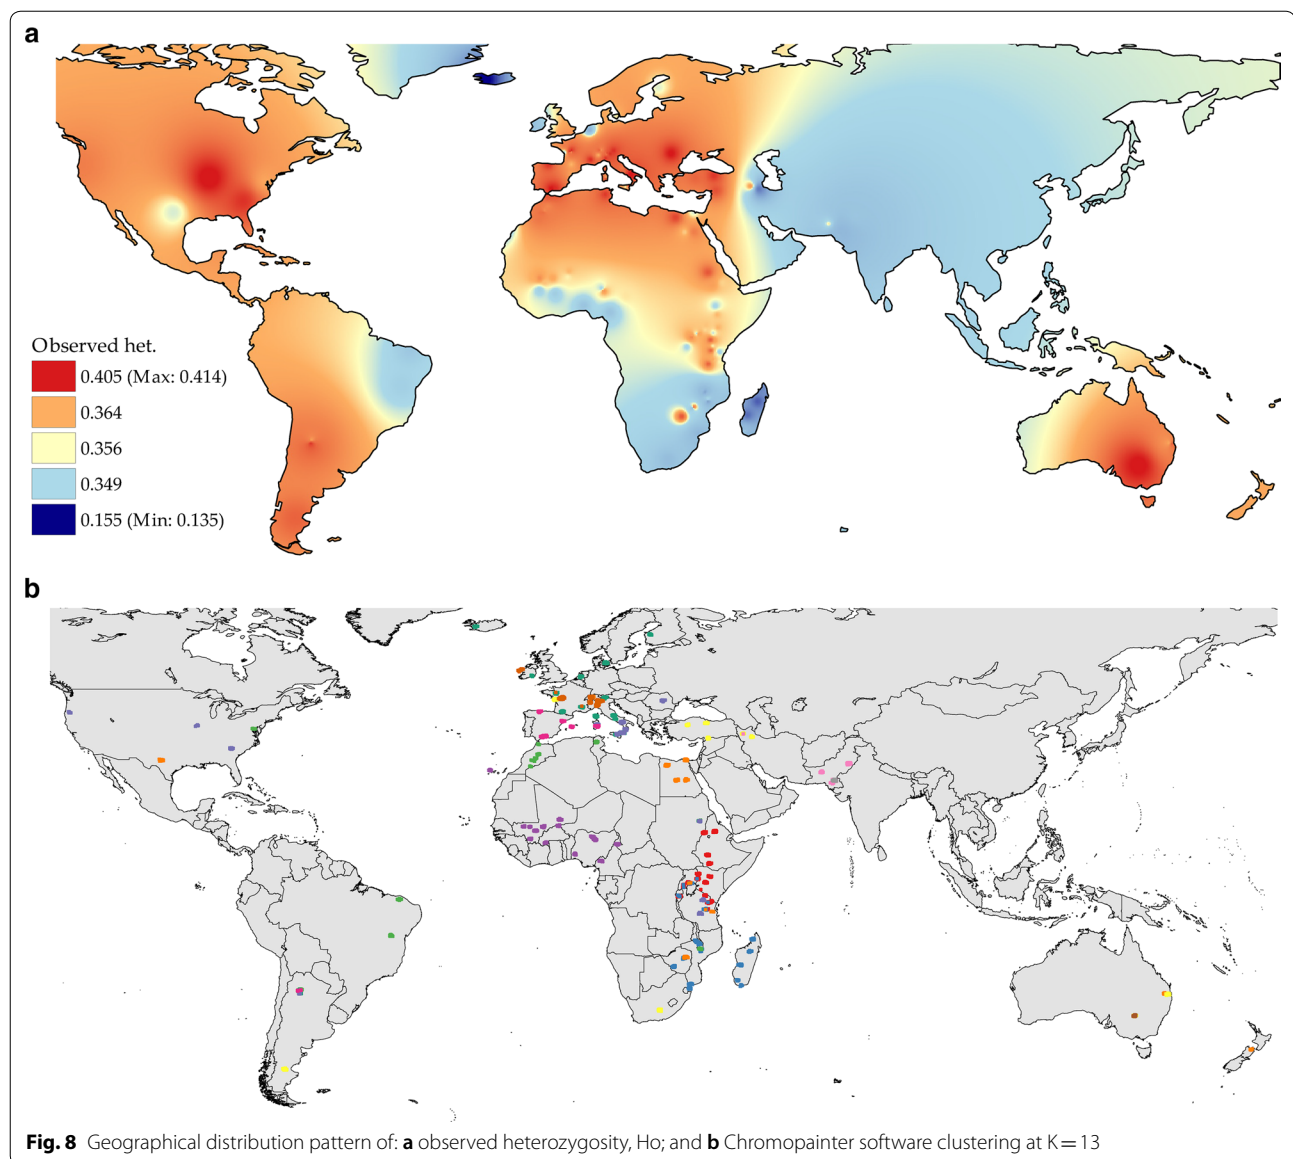 a
Observed het.
0.405 (Max: 0.414)
0.364
0.356
0.349
0.155 (Min: 0.135)
b
Fig. 8 Geographical distribution pattern of: a observed heterozygosity, Ho; and b Chromopainter software clustering at K = 13